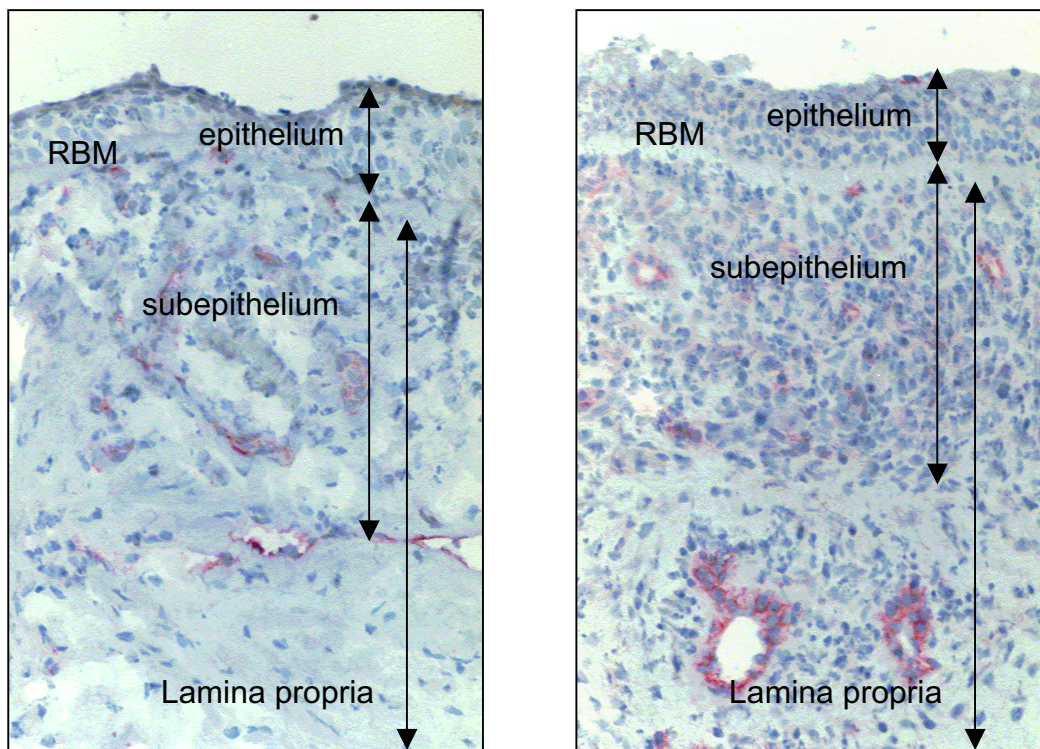 epithelium
RBM
subepithelium
Lamina propria
epithelium
RBM
subepithelium
Lamina propria